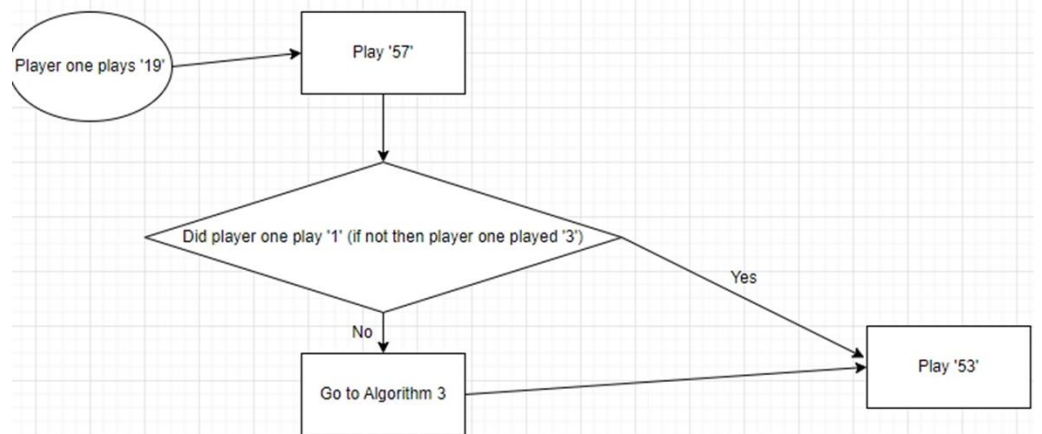 Player one plays '19'
Play '57'
Did player one play '1' (if not then player one played '3')
Yes
No
Play '53'
Go to Algorithm 3